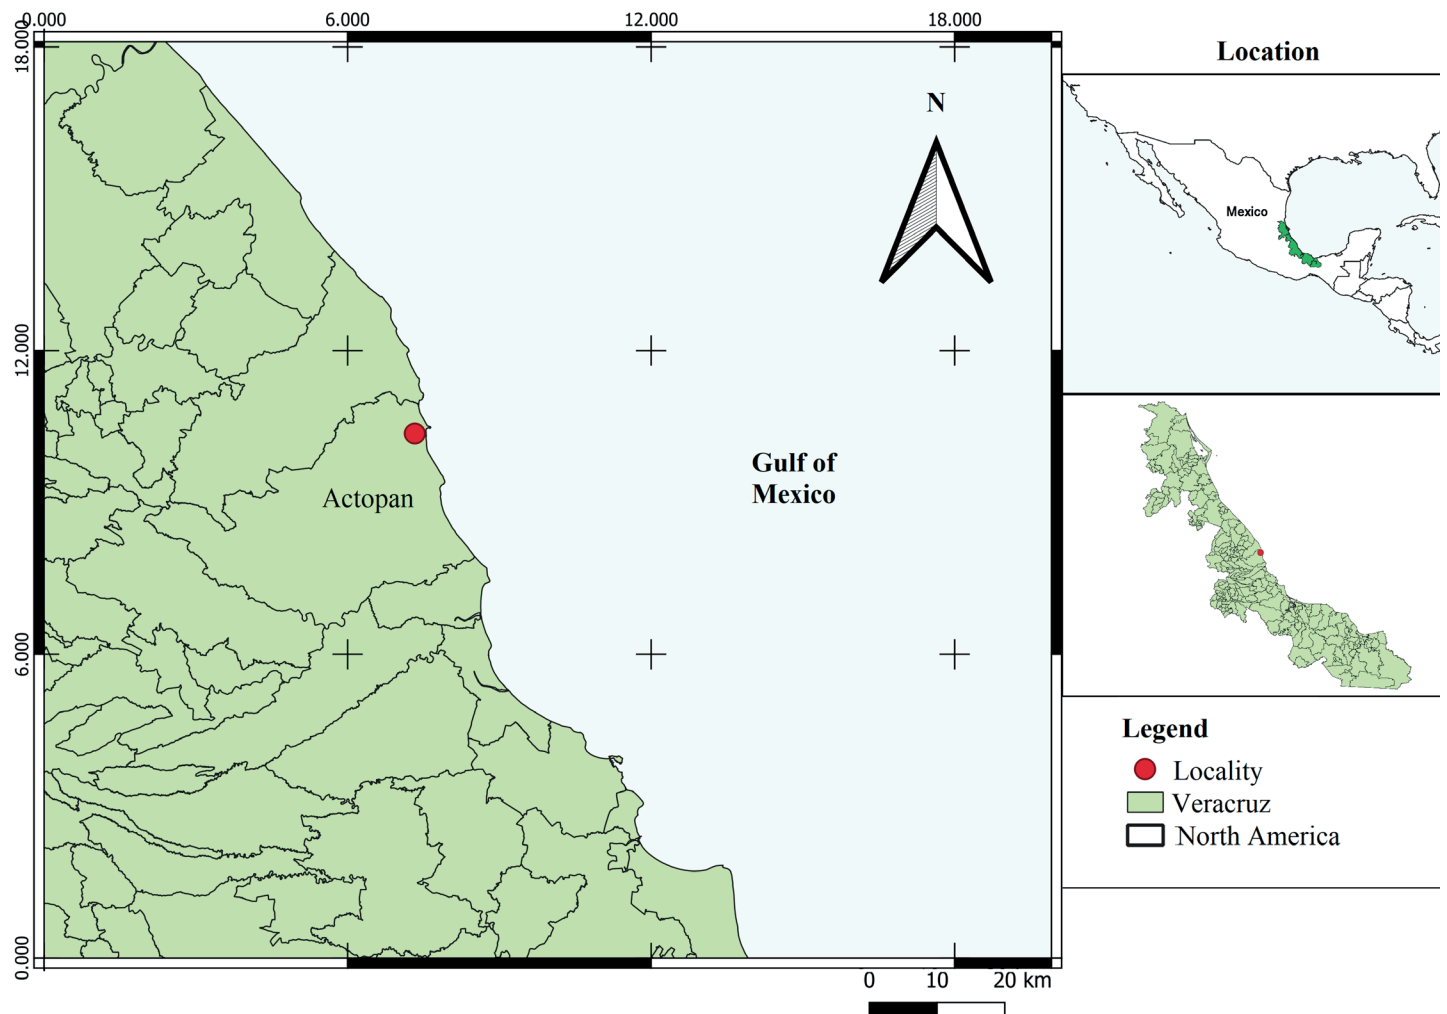 0.000 6.000 12.000 18.000
18.000
12.000
6.000
0.000
N
Actopan
Gulf of
Mexico
0 10 20 km
Location
Mexico
Legend
Locality
Veracruz
North America